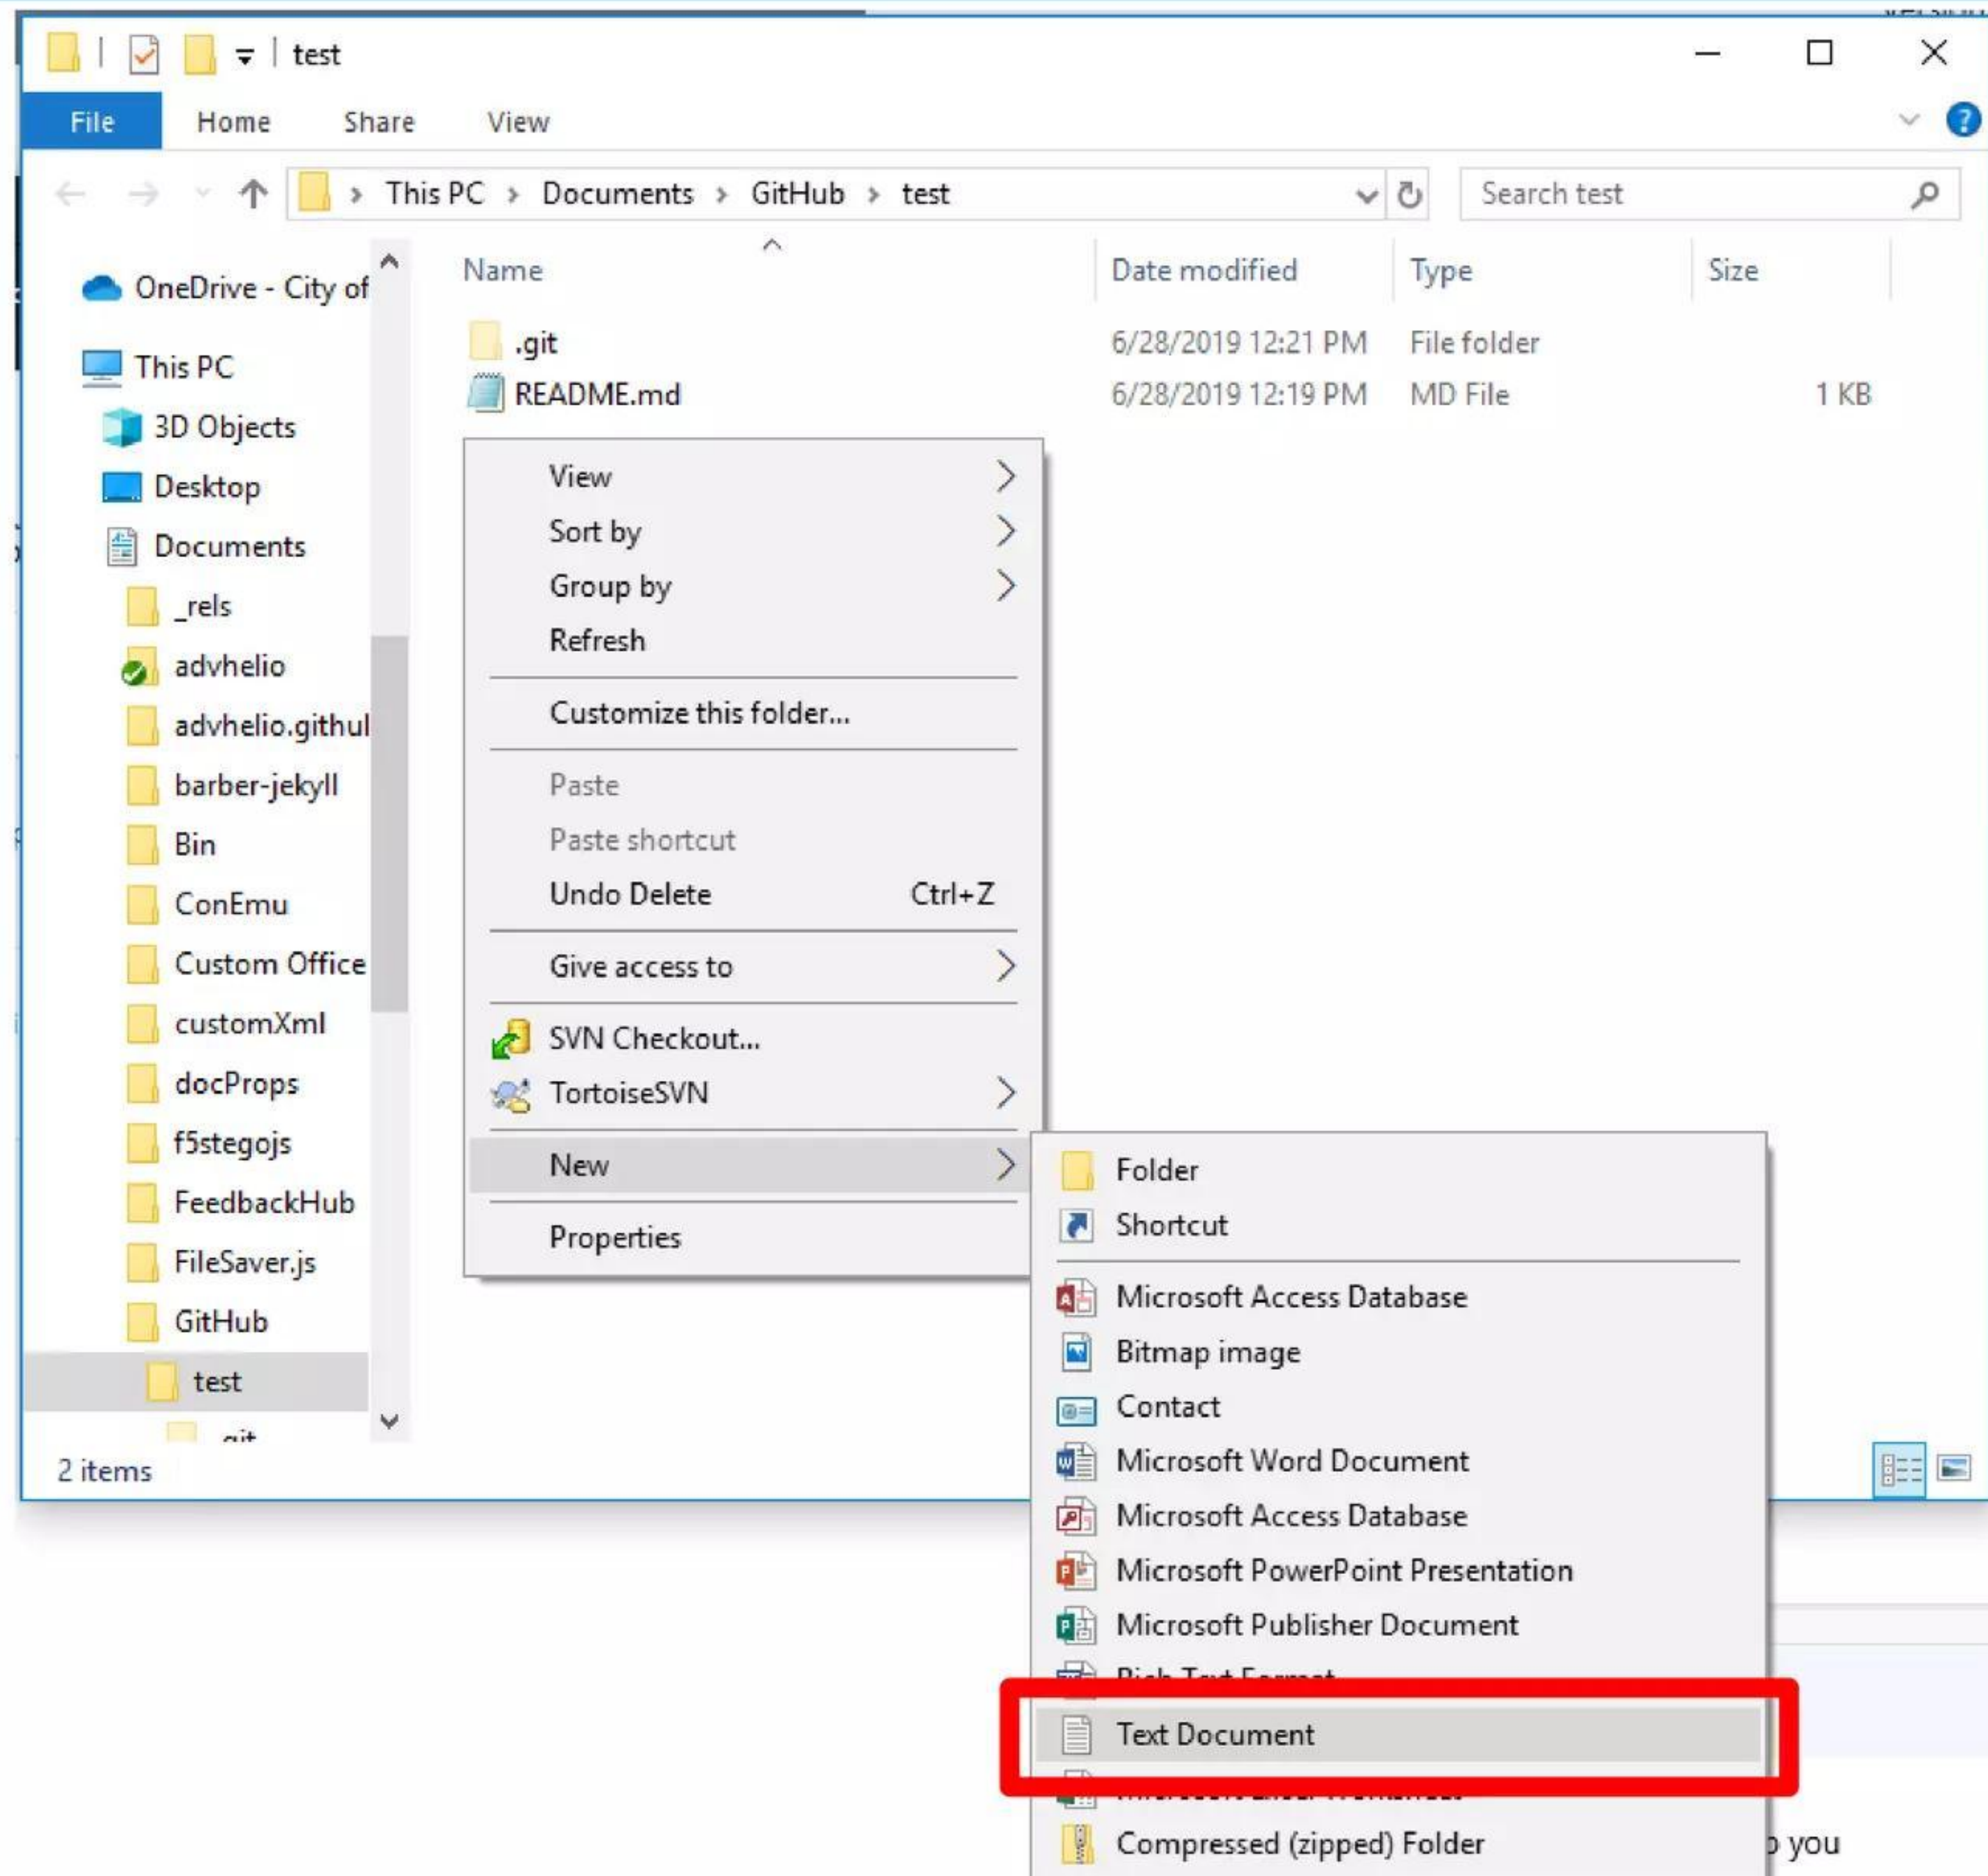 test
File Home Share View
This PC > Documents > GitHub > test
Search test
Name Date modified Type Size
.git 6/28/2019 12:21 PM File folder
README.md 6/28/2019 12:19 PM MD File 1 KB
OneDrive - City of
This PC
3D Objects
Desktop
Documents
_rels
advhelio
advhelio.githul
barber-jekyll
Bin
ConEmu
Custom Office
customXml
docProps
f5stegojs
FeedbackHub
FileSaver.js
GitHub
test
2 items
View
Sort by
Group by
Refresh
Customize this folder...
Paste
Paste shortcut
Undo Delete Ctrl+Z
Give access to
SVN Checkout...
TortoiseSVN
New
Properties
Folder
Shortcut
Microsoft Access Database
Bitmap image
Contact
Microsoft Word Document
Microsoft Access Database
Microsoft PowerPoint Presentation
Microsoft Publisher Document
Rich Text Format
Text Document
Compressed (zipped) Folder
you